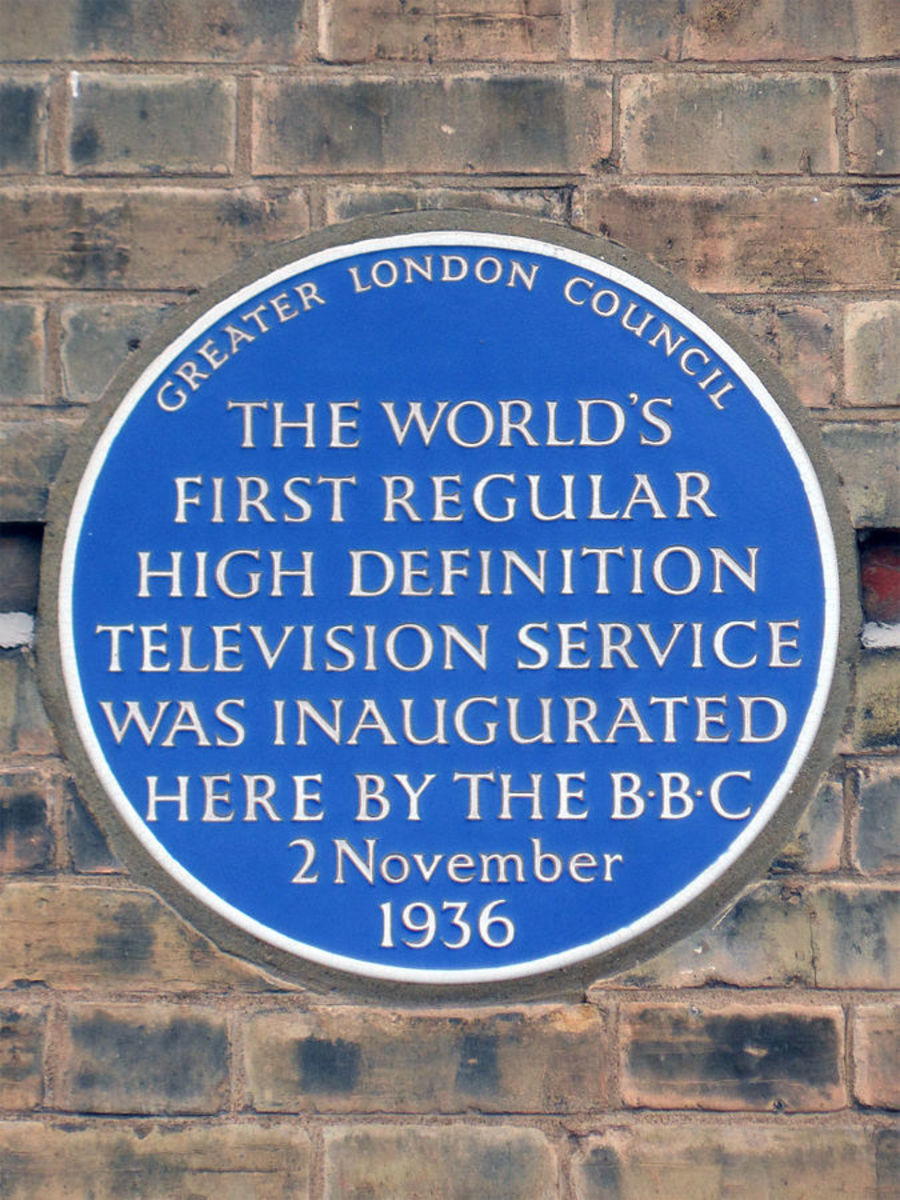 GREATER LONDON COUNCIL
THE WORLD'S
FIRST REGULAR
HIGH DEFINITION
TELEVISION SERVICE
WAS INAUGURATED
HERE BY THE B·B·C
2 November
1936